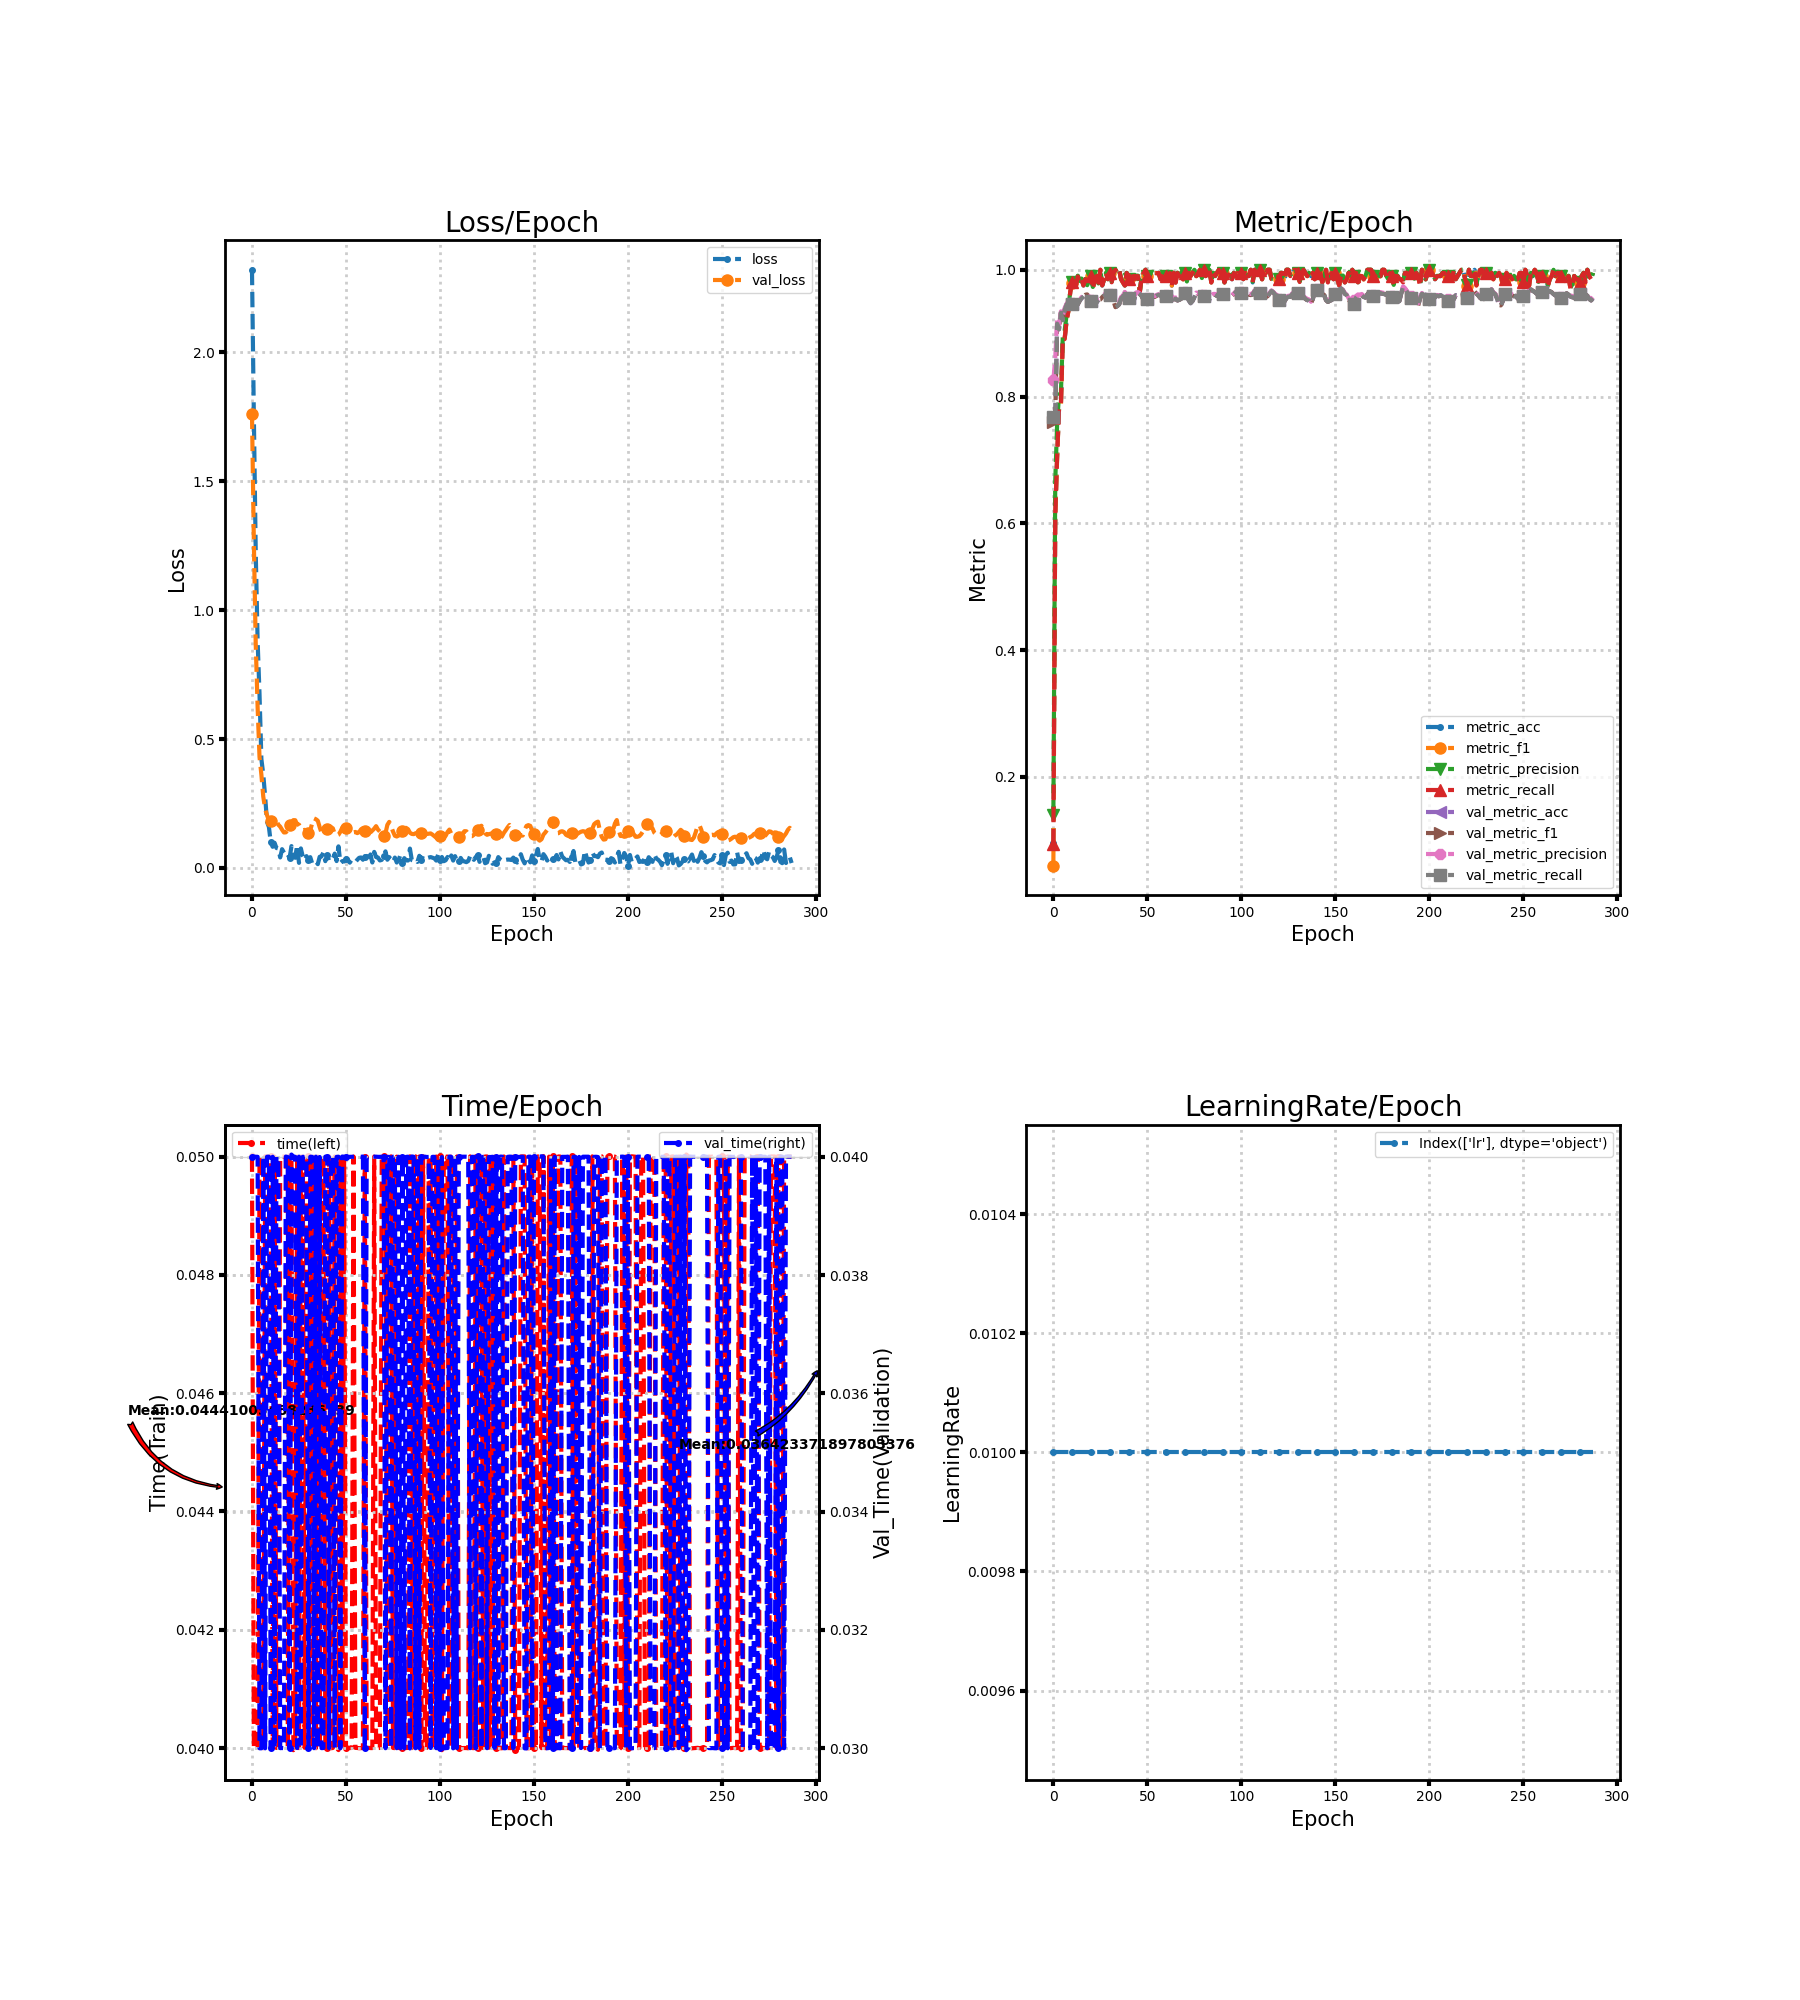 Loss/Epoch
loss
val_loss
2.0
1.5
1.0
0.5
0.0
Loss
0
50
100
150
200
250
300
Epoch
Metric/Epoch
1.0
0.8
0.6
0.4
0.2
Metric
metric_acc
metric_f1
metric_precision
metric_recall
val_metric_acc
val_metric_f1
val_metric_precision
val_metric_recall
0
50
100
150
200
250
300
Epoch
Time/Epoch
time(left)
val_time(right)
0.050
0.048
0.046
0.044
0.042
0.040
Time(Train)
0.040
0.038
0.036
0.034
0.032
0.030
Val_Time(Validation)
0
50
100
150
200
250
300
Epoch
LearningRate/Epoch
Index(['lr'], dtype='object')
0.0104
0.0102
0.0100
0.0098
0.0096
LearningRate
0
50
100
150
200
250
300
Epoch